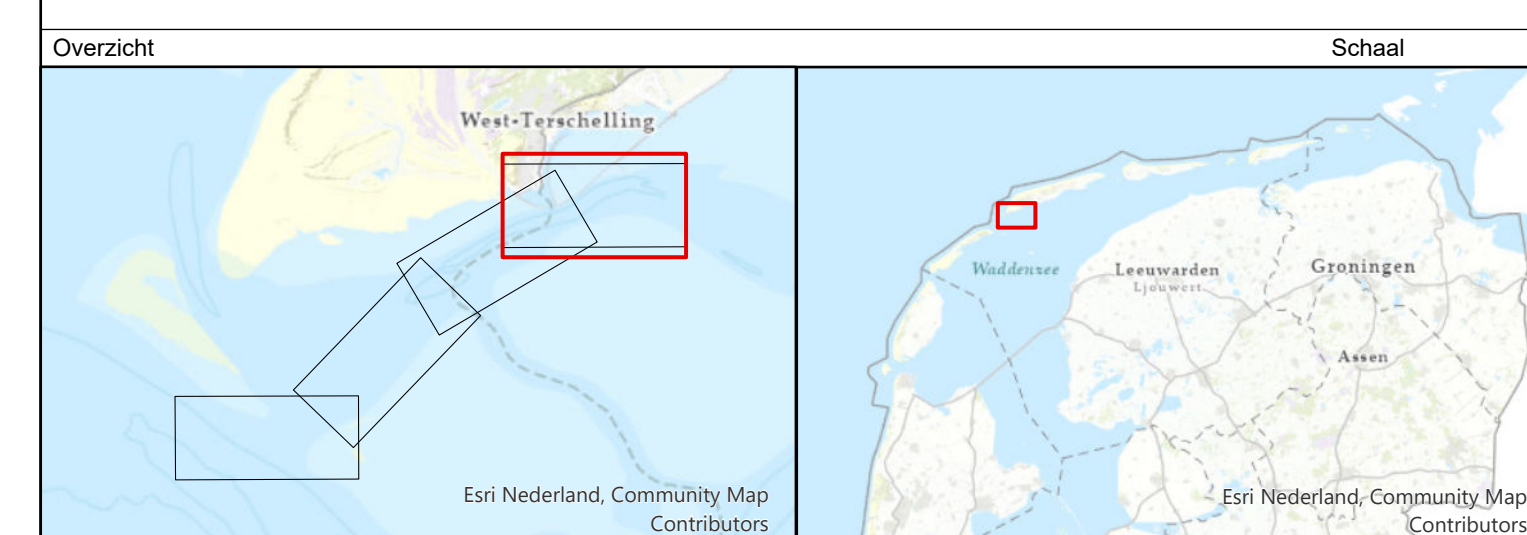 Overzicht
Schaal
West-Terschelling
Esri Nederland, Community Map
Contributors
Waddenzee
Leeuwarden
Ljouwert
Groningen
Assen
Esri Nederland, Community Map
Contributors